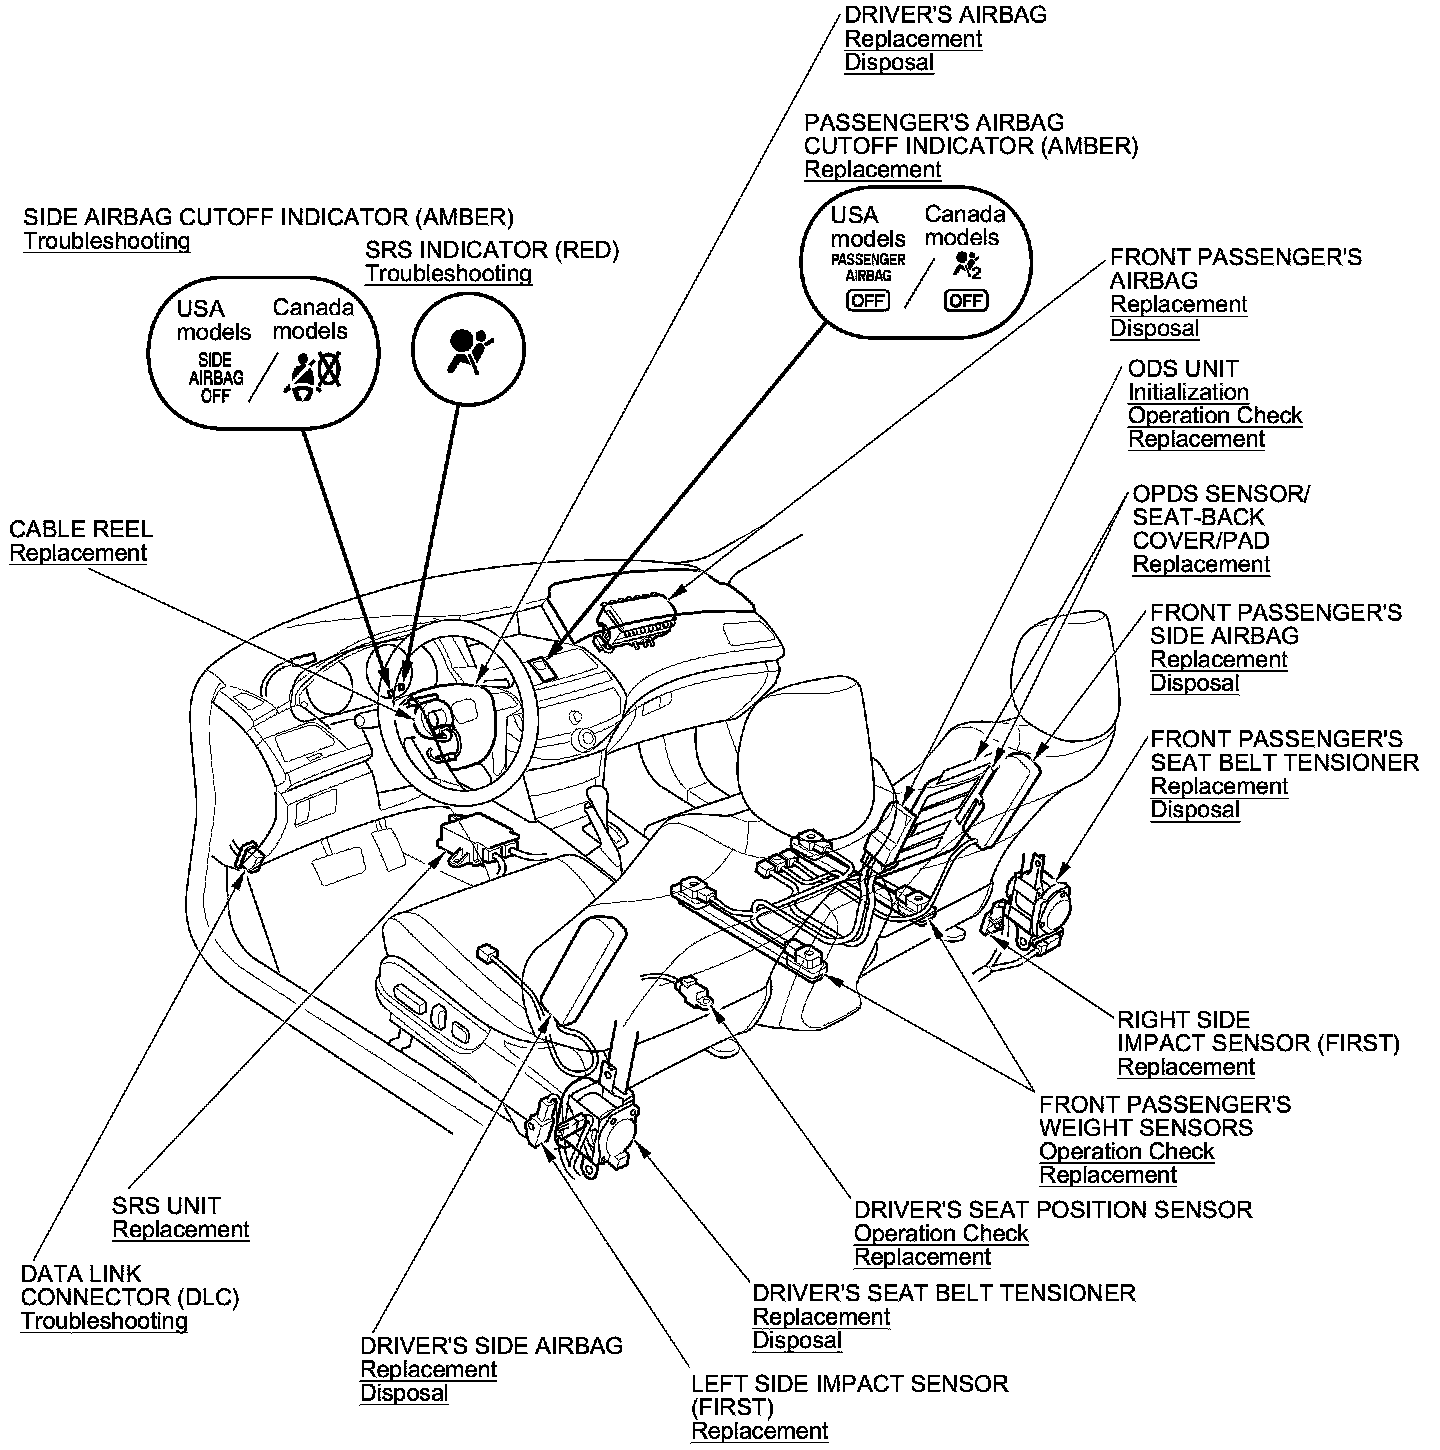 DRIVER'S AIRBAG
Replacement
Disposal
PASSENGER'S AIRBAG
CUTOFF INDICATOR (AMBER)
Replacement
USA
models
PASSENGER
AIRBAG
OFF
/
Canada
models
2
OFF
SIDE AIRBAG CUTOFF INDICATOR (AMBER)
Troubleshooting
USA
models
SIDE
AIRBAG
OFF
/
Canada
models
SRS INDICATOR (RED)
Troubleshooting
FRONT PASSENGER'S
AIRBAG
Replacement
Disposal
ODS UNIT
Initialization
Operation Check
Replacement
OPDS SENSOR/
SEAT-BACK
COVER/PAD
Replacement
CABLE REEL
Replacement
FRONT PASSENGER'S
SIDE AIRBAG
Replacement
Disposal
FRONT PASSENGER'S
SEAT BELT TENSIONER
Replacement
Disposal
RIGHT SIDE
IMPACT SENSOR (FIRST)
Replacement
FRONT PASSENGER'S
WEIGHT SENSORS
Operation Check
Replacement
SRS UNIT
Replacement
DRIVER'S SEAT POSITION SENSOR
Operation Check
Replacement
DATA LINK
CONNECTOR (DLC)
Troubleshooting
DRIVER'S SEAT BELT TENSIONER
Replacement
Disposal
DRIVER'S SIDE AIRBAG
Replacement
Disposal
LEFT SIDE IMPACT SENSOR
(FIRST)
Replacement